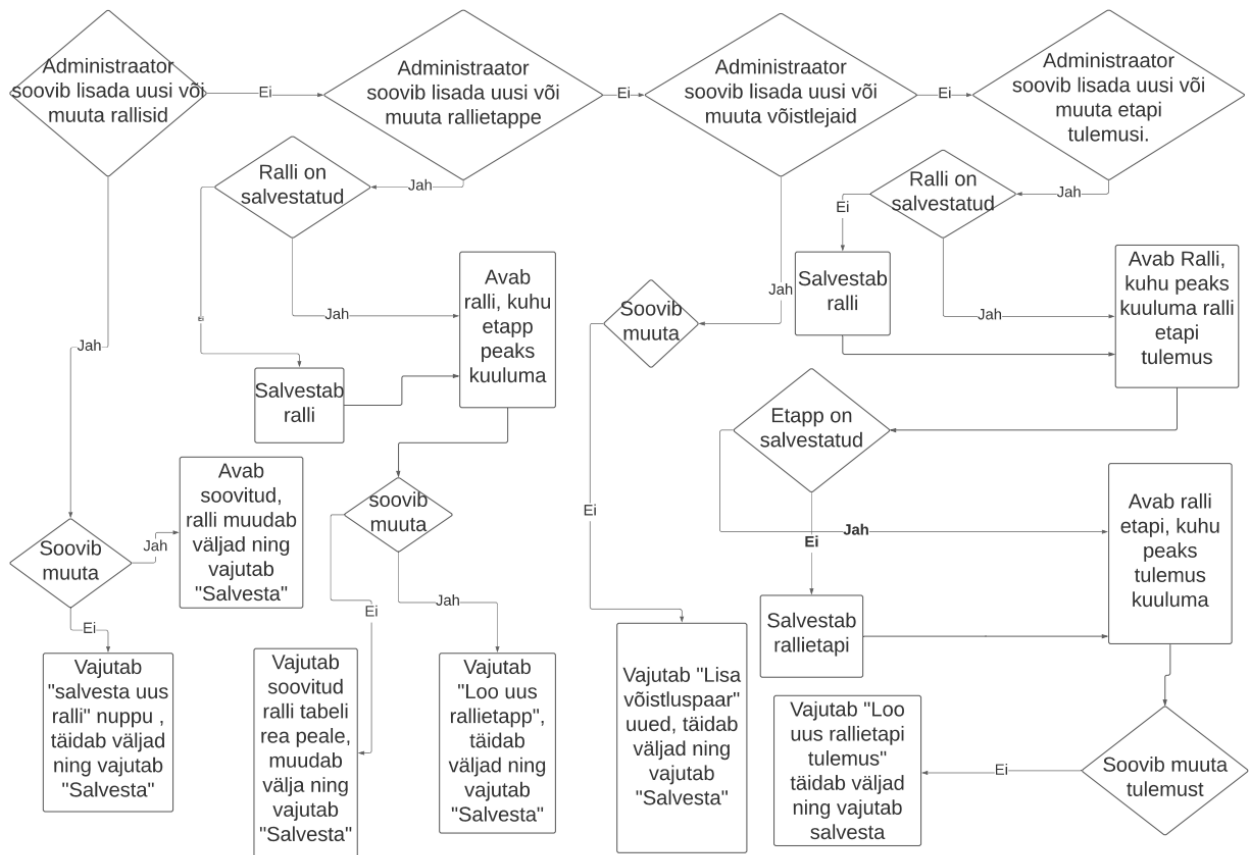 Administraator
soovib lisada uusi või
muuta rallisid
Ei
Administraator
soovib lisada uusi või
muuta rallietappe
Ei
Administraator
soovib lisada uusi või
muuta võistlejaid
Ei
Administraator
soovib lisada uusi või
muuta etapi
tulemusi.
Jah
Soovib
muuta
Jah
Avab
soovitud,
ralli muudab
väljad ning
vajutab
"Salvesta"
Ei
Vajutab
"salvesta uus
ralli" nuppu ,
täidab väljad
ning vajutab
"Salvesta"
Jah
Ralli on
salvestatud
Jah
Salvestab
ralli
Avab
ralli, kuhu
etapp
peaks
kuuluma
soovib
muuta
Ei
Vajutab
soovitud
ralli tabeli
rea peale,
muudab
välja ning
vajutab
"Salvesta"
Jah
Vajutab
"Loo uus
rallietapp",
täidab
väljad ning
vajutab
"Salvesta"
Jah
Soovib
muuta
Ei
Vajutab "Lisa
võistluspaar"
uued, täidab
väljad ning
vajutab
"Salvesta"
Jah
Ralli on
salvestatud
Ei
Salvestab
ralli
Jah
Avab Ralli,
kuhu peaks
kuuluma ralli
etapi
tulemus
Etapp on
salvestatud
Ei
Jah
Salvestab
rallietapi
Avab ralli
etapi, kuhu
peaks
tulemus
kuuluma
Soovib muuta
tulemust
Ei
Vajutab "Loo
uus rallietapi
tulemus"
täidab väljad
ning vajutab
salvesta